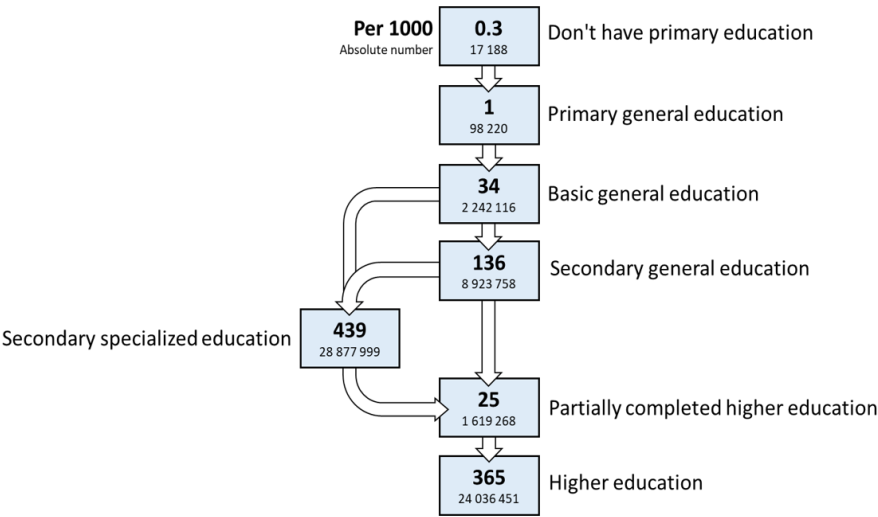 Per 1000
Absolute number
0.3
17 188
Don't have primary education
1
98 220
Primary general education
34
2 242 116
Basic general education
136
8 923 758
Secondary general education
Secondary specialized education
439
28 877 999
25
1 619 268
Partially completed higher education
365
24 036 451
Higher education